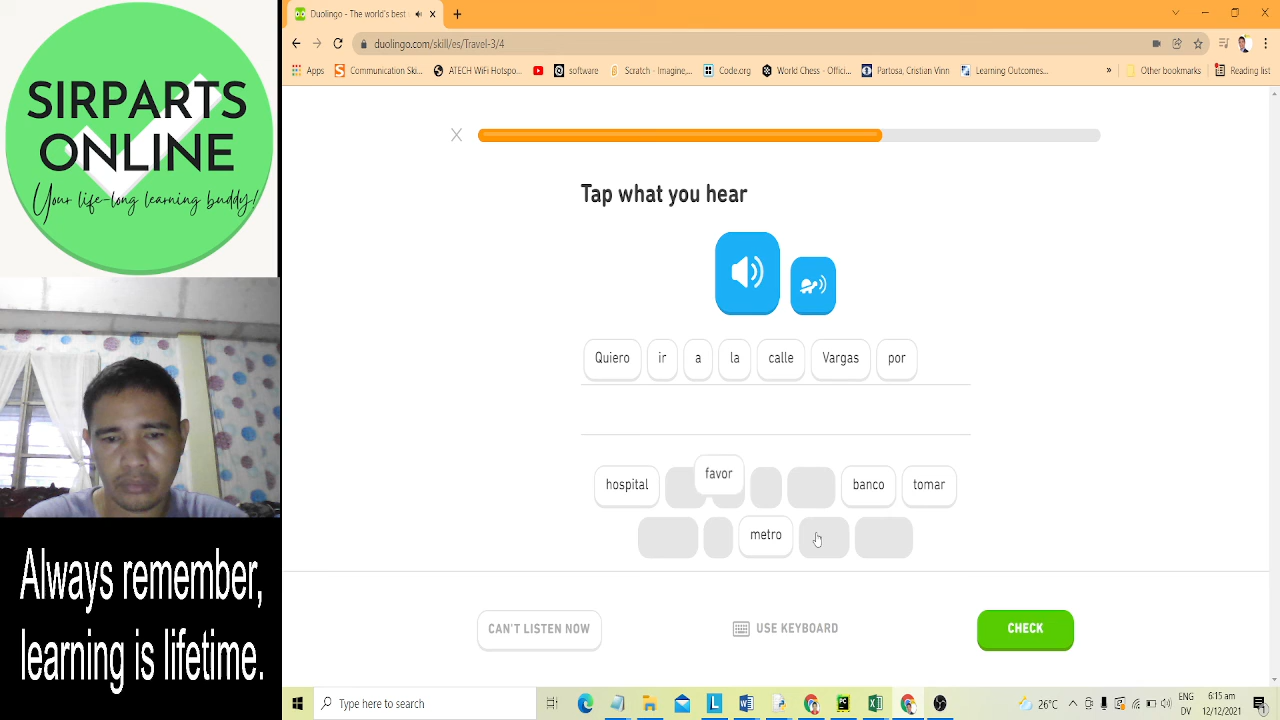 SIRPARTS
ONLINE
Your life-long learning buddy!
Always remember,
learning is lifetime.
Duolingo - The world's best
duolingo.com/skill/es/Travel-3/4
Apps
Communication Ski...
ATECH WiFi Hotspo...
software
Scratch - Imagine,...
Code.org
World Chess - Offici...
Partosa Cristian Vinn
Learning Outcomes...
»
Other bookmarks
Reading list
X
Tap what you hear
Quiero ir a la calle Vargas por
favor
hospital banco tomar
metro
CAN'T LISTEN NOW
USE KEYBOARD
CHECK
Type here to search
26°C
ENG
DV
6:15 am
12/12/2021